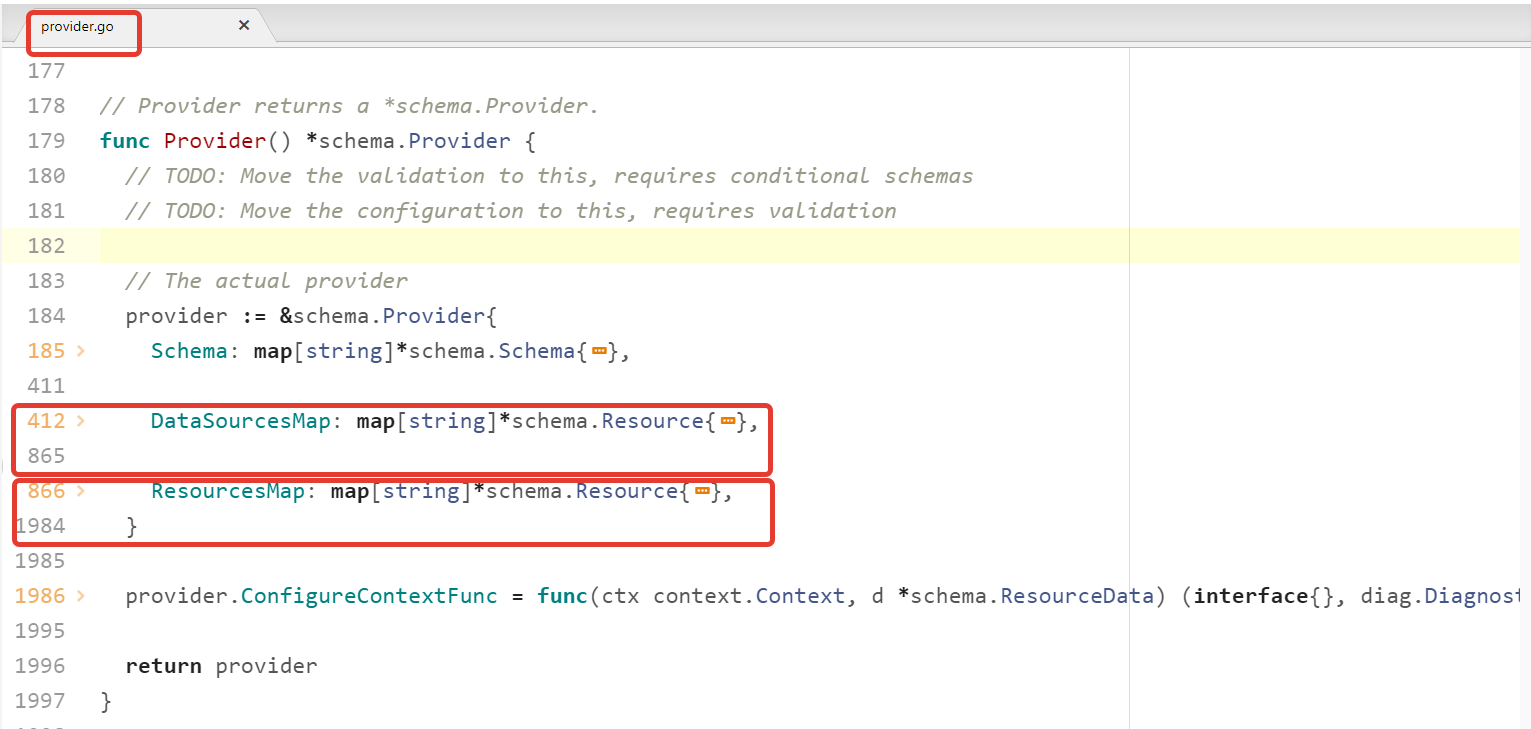 provider.go ×
177
178 // Provider returns a *schema.Provider.
179 func Provider() *schema.Provider {
180 // TODO: Move the validation to this, requires conditional schemas
181 // TODO: Move the configuration to this, requires validation
182
183 // The actual provider
184 provider := &schema.Provider{
185 > Schema: map[string]*schema.Schema{•••},
411
412 > DataSourcesMap: map[string]*schema.Resource{•••},
865
866 > ResourcesMap: map[string]*schema.Resource{•••},
1984 }
1985
1986 > provider.ConfigureContextFunc = func(ctx context.Context, d *schema.ResourceData) (interface{}, diag.Diagnost
1995
1996 return provider
1997 }